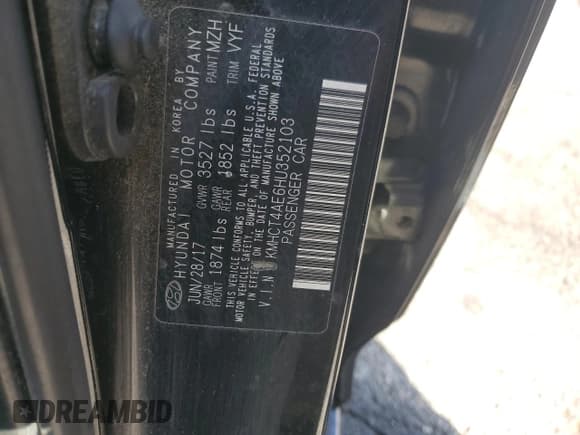 MANUFACTURED IN KOREA BY
HYUNDAI MOTOR COMPANY
JUN/28/17 GVWR 3527 lbs PAINT MZH
GAWR FRONT 1874 lbs GAWR REAR 1852 lbs TRIM VYF
THIS VEHICLE CONFORMS TO ALL APPLICABLE U.S.A. FEDERAL
MOTOR VEHICLE SAFETY, BUMPER, AND THEFT PREVENTION STANDARDS
IN EFFECT ON THE DATE OF MANUFACTURE SHOWN ABOVE
V.I.N KMHCT4AE6HU352103
PASSENGER CAR
DREAMBID